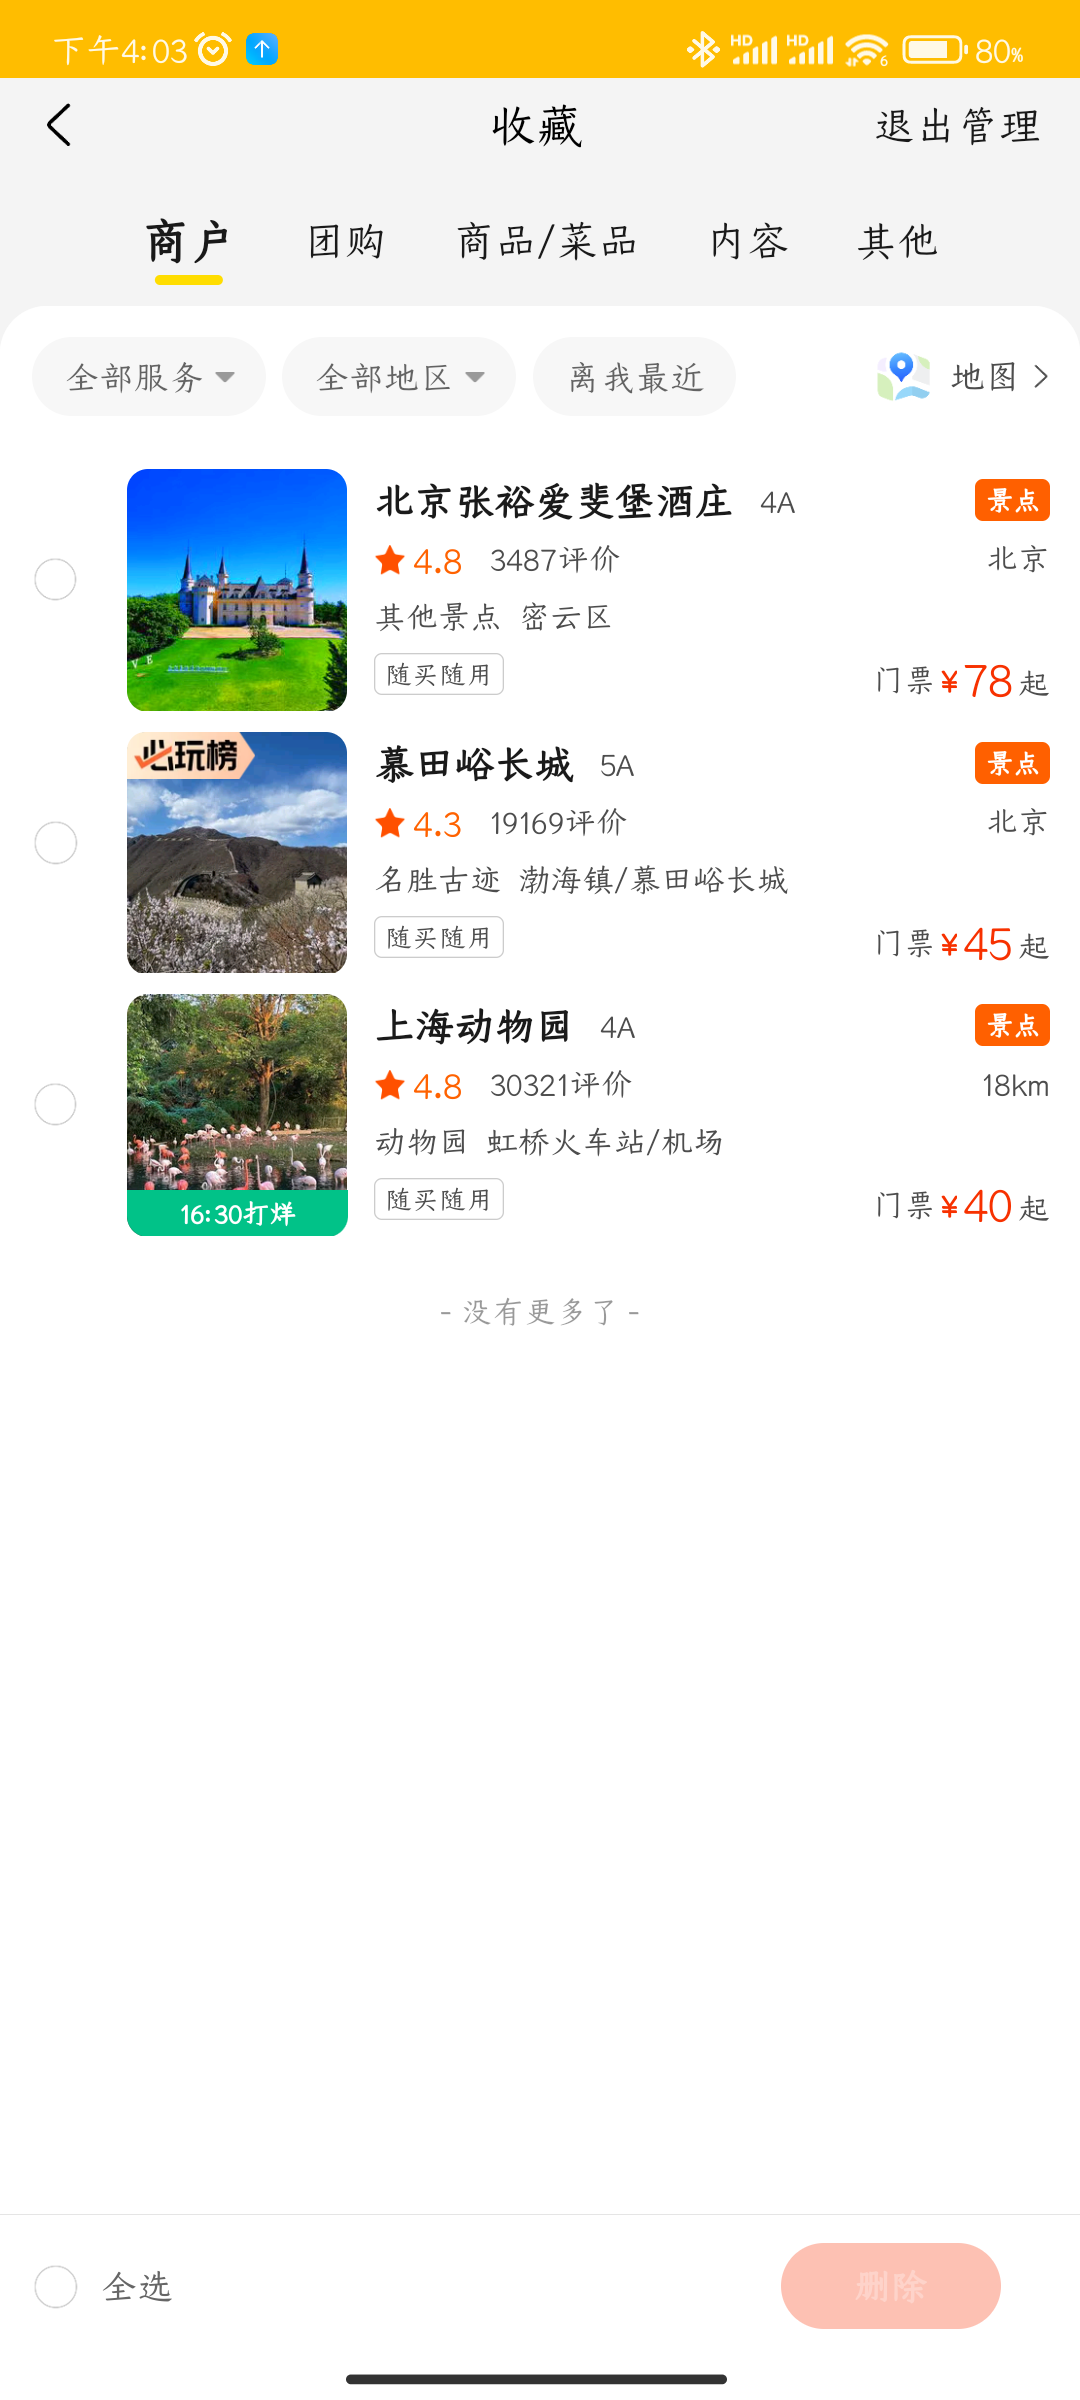 下午4:03 80%
收藏 退出管理
商户 团购 商品/菜品 内容 其他
全部服务 全部地区 离我最近 地图
北京张裕爱斐堡酒庄 4A 景点
4.8 3487评价 北京
其他景点 密云区
随买随用 门票¥78起
必玩榜
慕田峪长城 5A 景点
4.3 19169评价 北京
名胜古迹 渤海镇/慕田峪长城
随买随用 门票¥45起
上海动物园 4A 景点
4.8 30321评价 18km
动物园 虹桥火车站/机场
随买随用 门票¥40起
16:30打烊
- 没有更多了 -
全选 删除